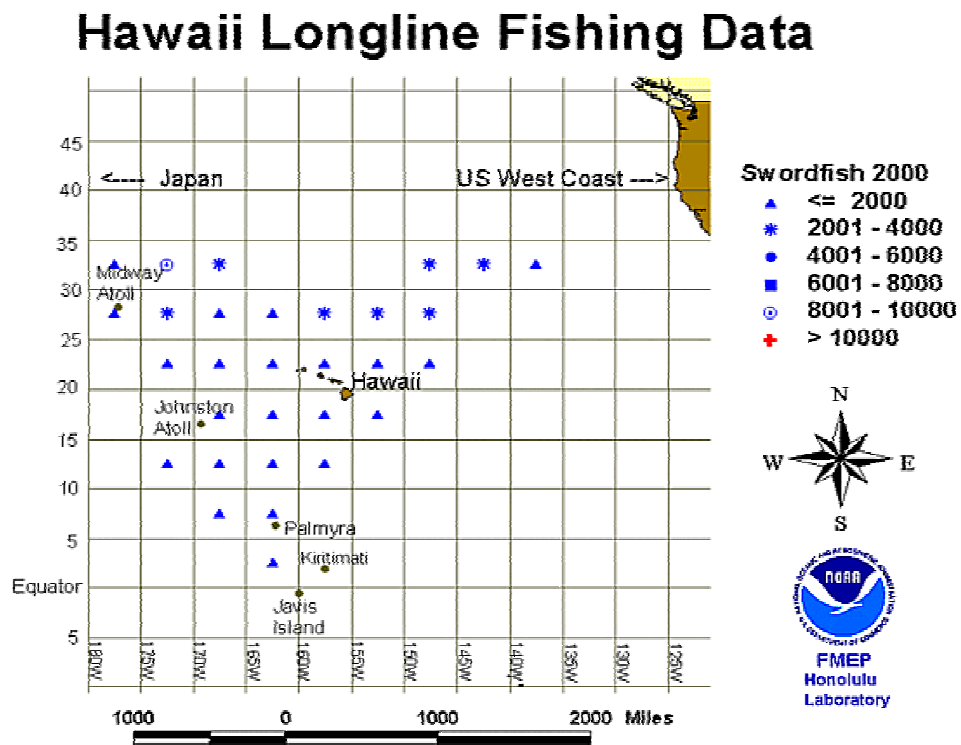 Hawaii Longline Fishing Data
45
<---- Japan
US West Coast --->
40
35
30
25
20
15
10
5
Equator
5
Midway
Atoll
Hawaii
Johnston
Atoll
Palmyra
Kiritimati
Javis
Island
180W
175W
170W
165W
160W
155W
150W
145W
140W
135W
130W
125W
1000
0
1000
2000 Miles
Swordfish 2000
<= 2000
2001 - 4000
4001 - 6000
6001 - 8000
8001 - 10000
> 10000
N
W
E
S
NOAA
FMEP
Honolulu
Laboratory